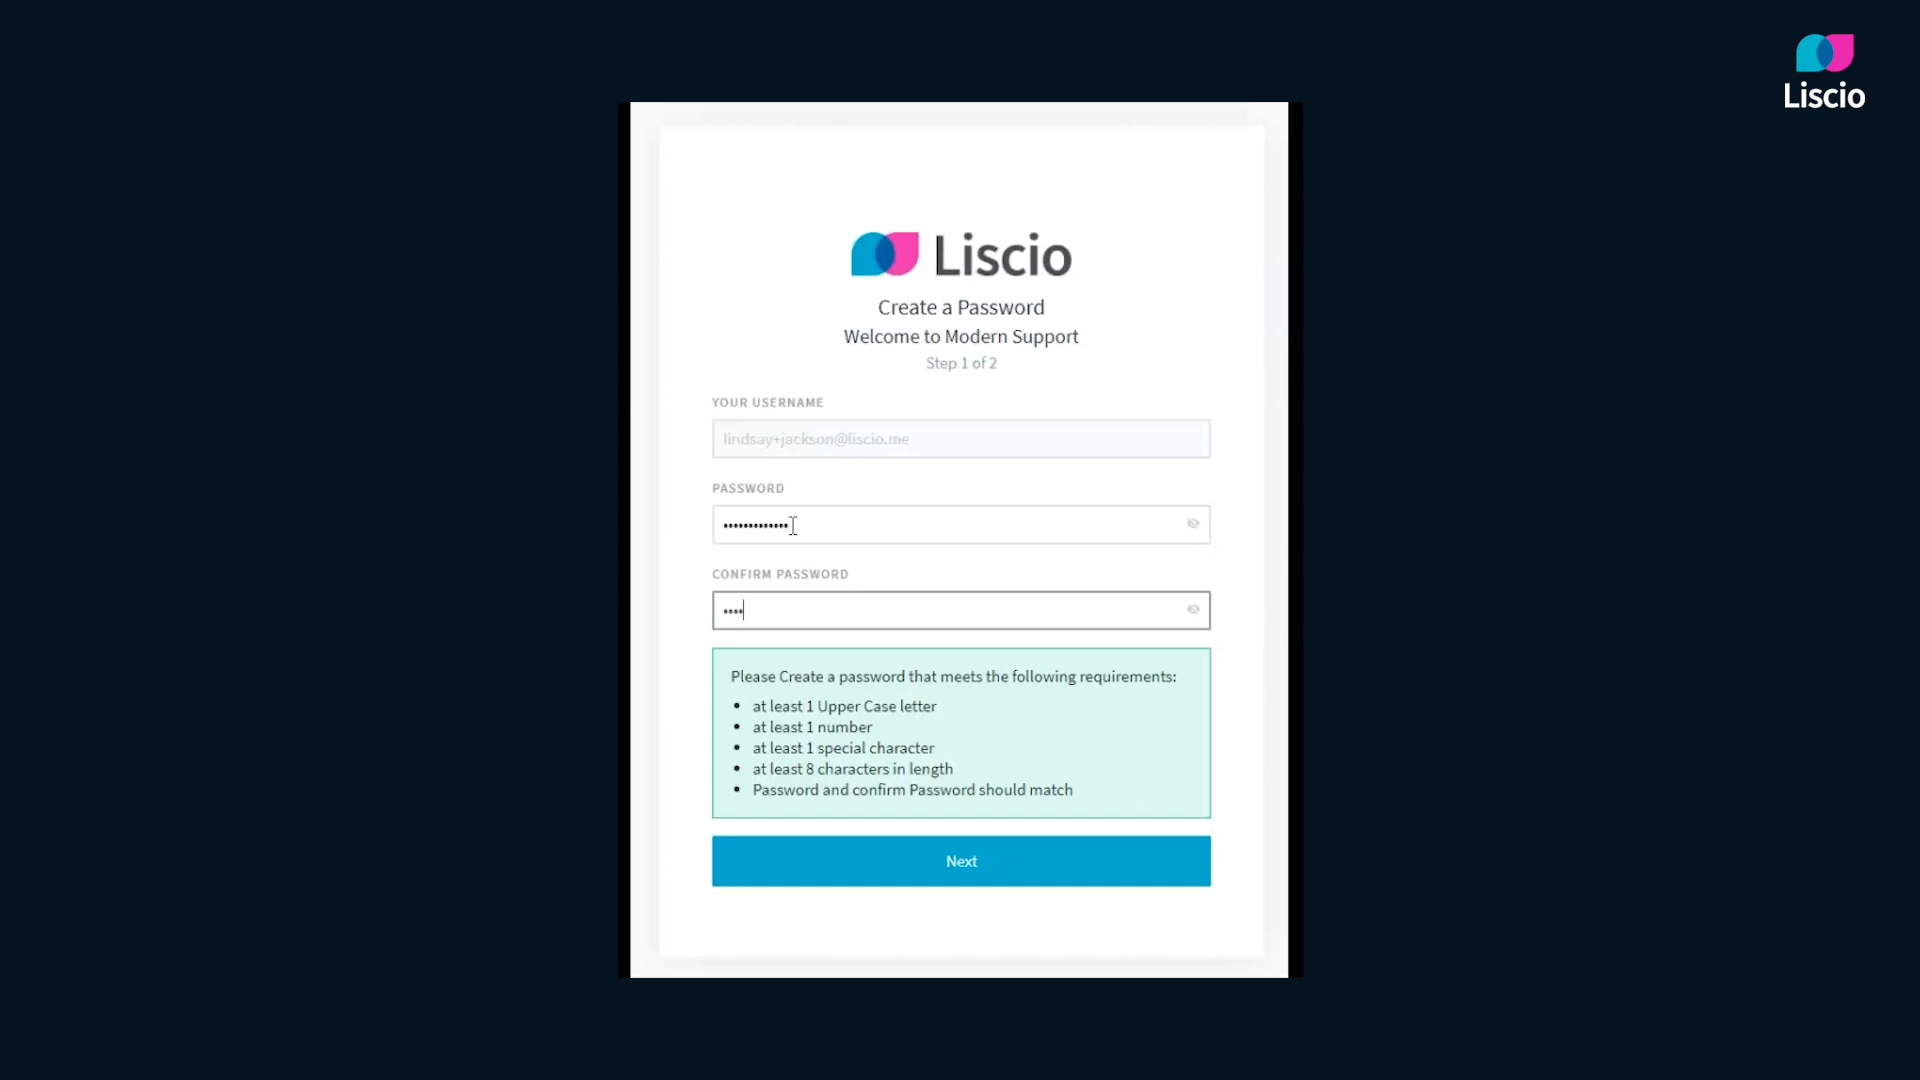 Liscio
Liscio
Create a Password
Welcome to Modern Support
Step 1 of 2
YOUR USERNAME
lindsay+jackson@liscio.me
PASSWORD
•••••••••••••
CONFIRM PASSWORD
••••
Please Create a password that meets the following requirements:
• at least 1 Upper Case letter
• at least 1 number
• at least 1 special character
• at least 8 characters in length
• Password and confirm Password should match
Next